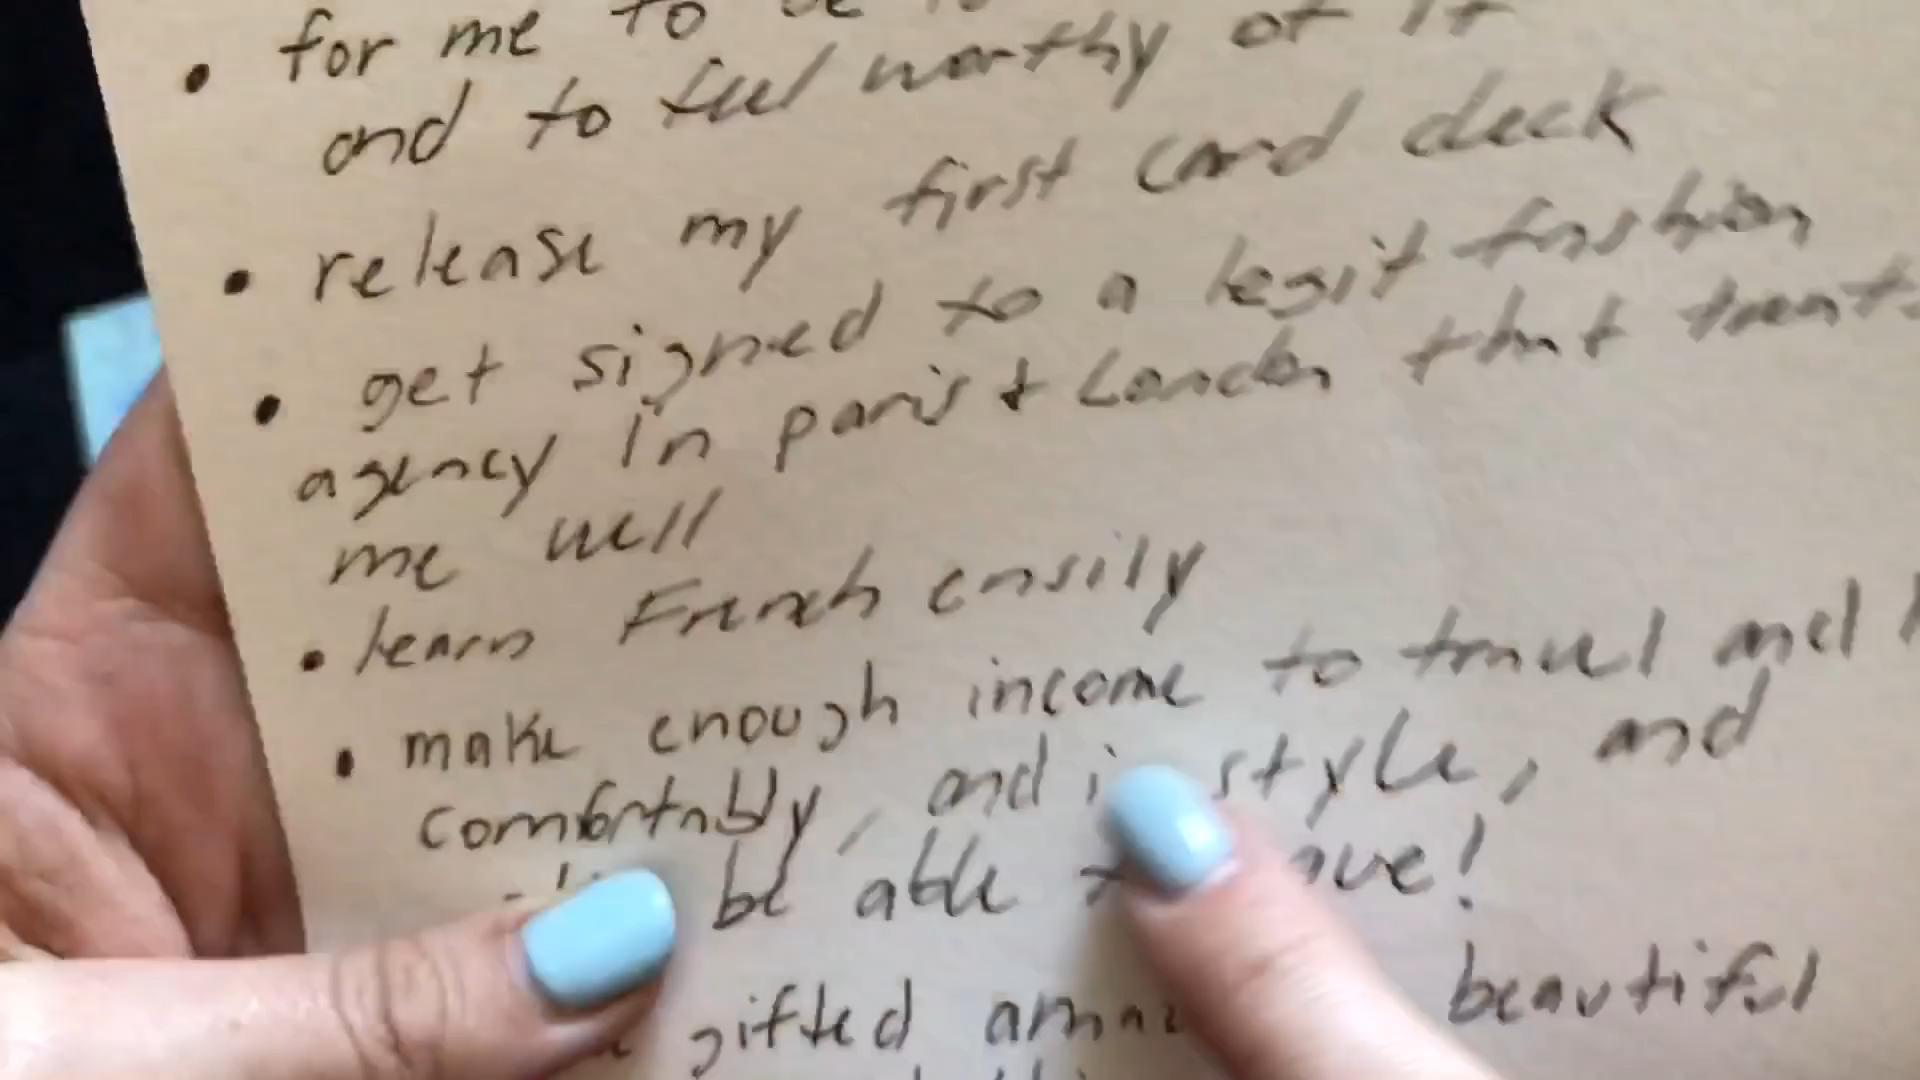 • for me to be
and to feel worthy of it
• release my first card deck
• get signed to a legit fashion
agency in paris + London that treats
me well
• learn French easily
• make enough income to travel and
comfortably, and in style, and
be able
gifted beautiful